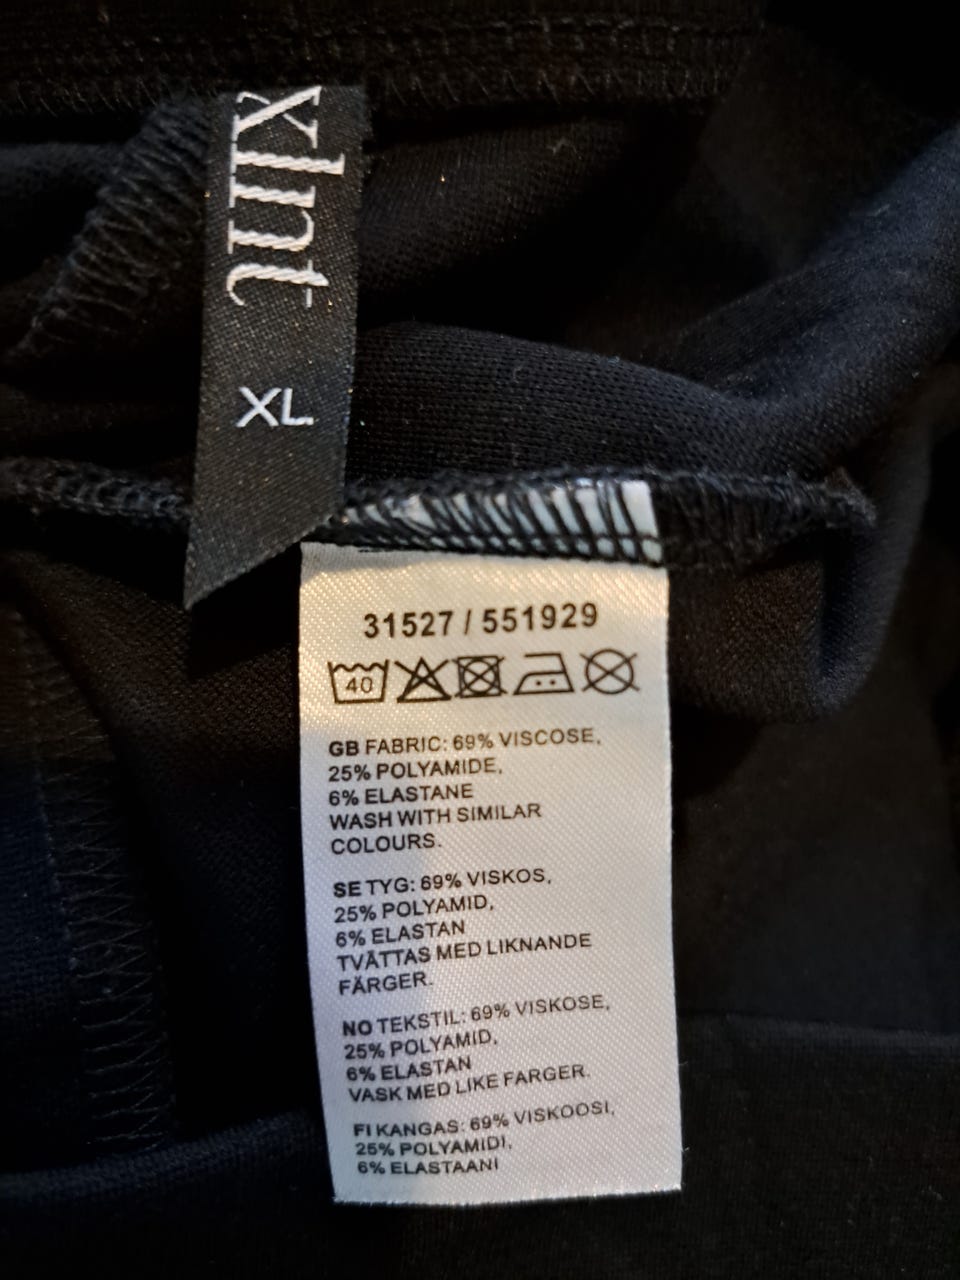 xlnt
XL
31527 / 551929
40
GB FABRIC: 69% VISCOSE,
25% POLYAMIDE,
6% ELASTANE
WASH WITH SIMILAR
COLOURS.
SE TYG: 69% VISKOS,
25% POLYAMID,
6% ELASTAN
TVÄTTAS MED LIKNANDE
FÄRGER.
NO TEKSTIL: 69% VISKOSE,
25% POLYAMID,
6% ELASTAN
VASK MED LIKE FARGER.
FI KANGAS: 69% VISKOOSI,
25% POLYAMIDI,
6% ELASTAANI